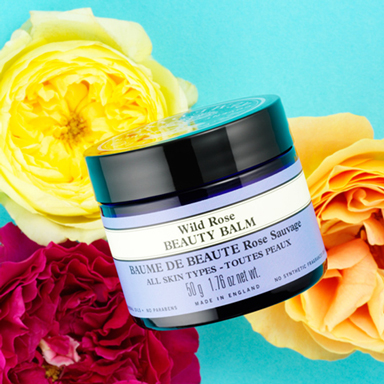 Wild Rose
BEAUTY BALM
BAUME DE BEAUTE Rose Sauvage
ALL SKIN TYPES - TOUTES PEAUX
50 g 1.76 oz net wt.
MADE IN ENGLAND
NO PARABENS
NO SYNTHETIC